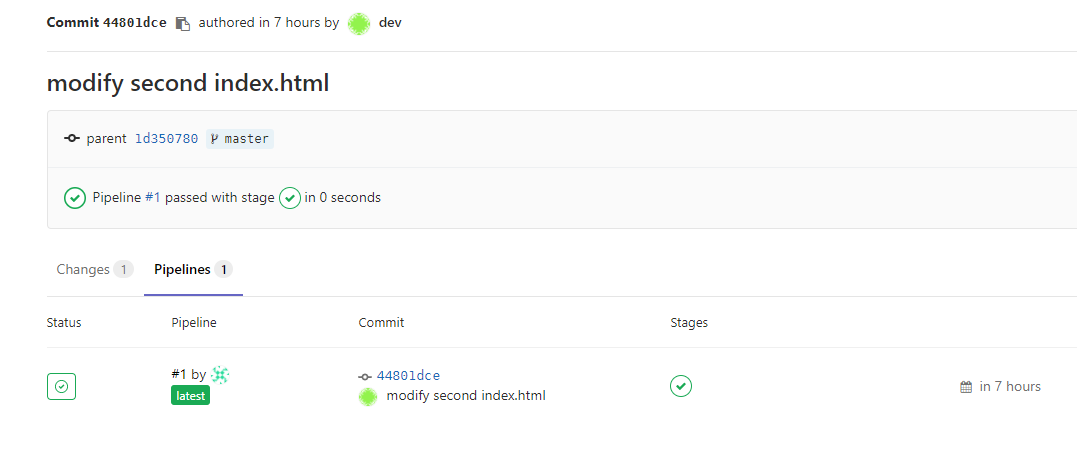 Commit 44801dce authored in 7 hours by dev
modify second index.html
parent 1d350780 master
Pipeline #1 passed with stage in 0 seconds
Changes 1 Pipelines 1
Status Pipeline Commit Stages
#1 by 44801dce
latest modify second index.html in 7 hours